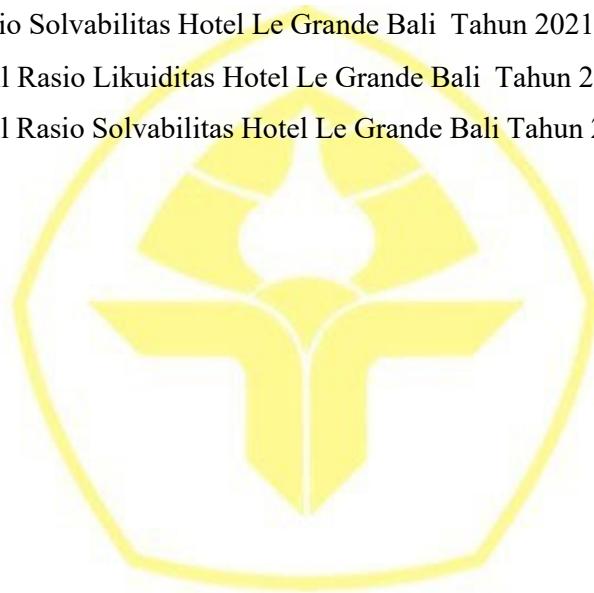 io Solvabilitas Hotel Le Grande Bali Tahun 2021
l Rasio Likuiditas Hotel Le Grande Bali Tahun 2
l Rasio Solvabilitas Hotel Le Grande Bali Tahun 2